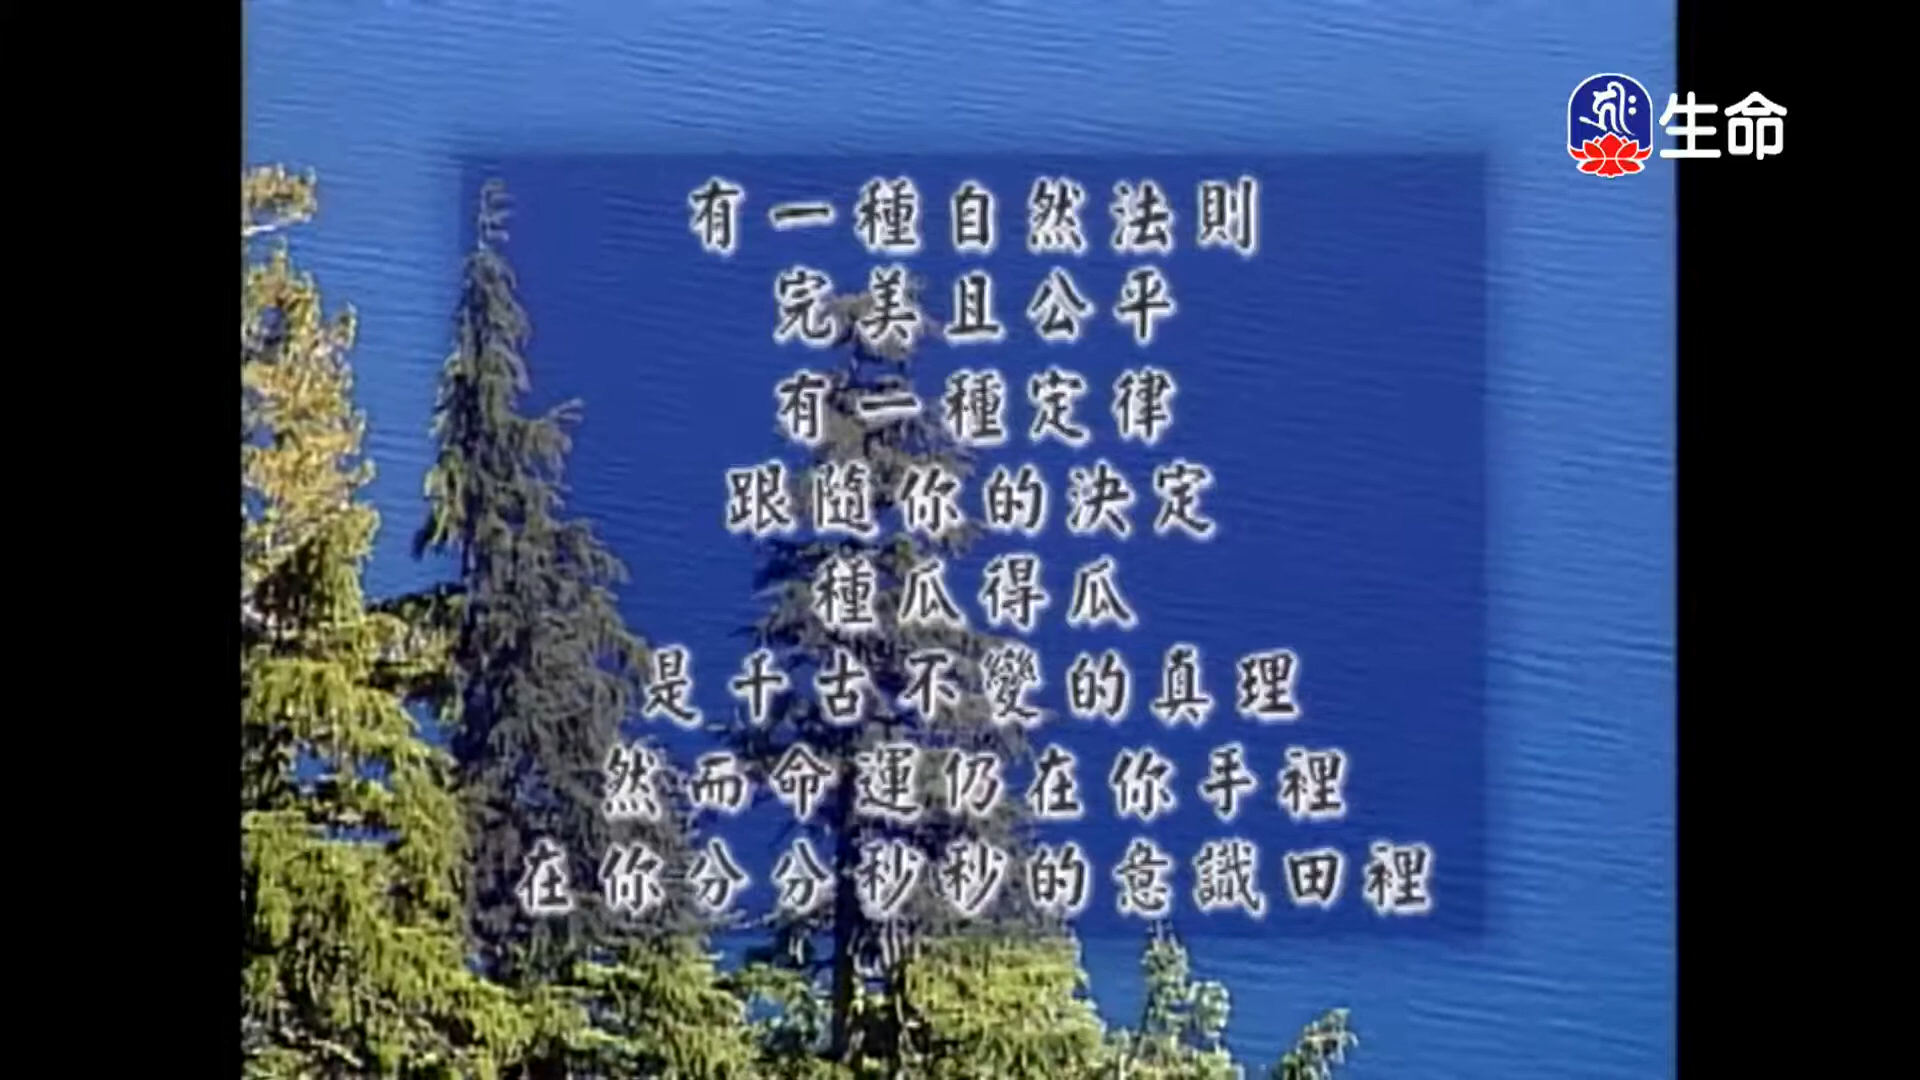 生命
有一種自然法則
完美且公平
有一種定律
跟隨你的決定
種瓜得瓜
是千古不變的真理
然而命運仍在你手裡
在你分分秒秒的意識田裡